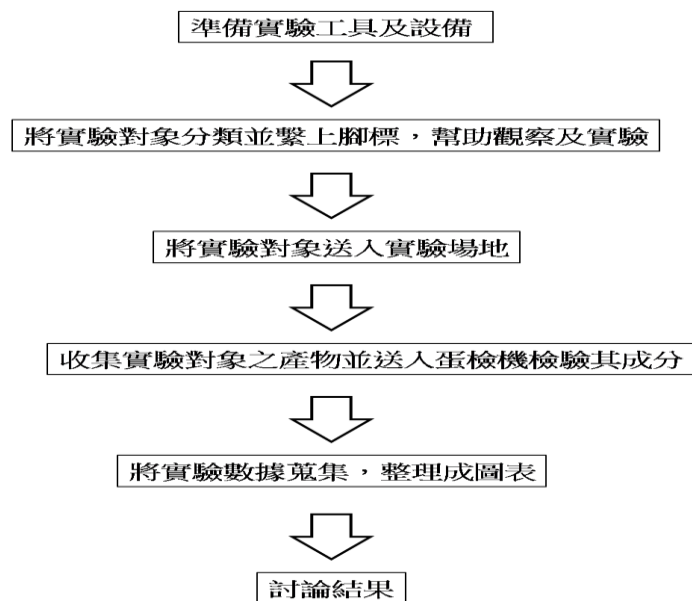 準備實驗工具及設備
將實驗對象分類並繫上腳標，幫助觀察及實驗
將實驗對象送入實驗場地
收集實驗對象之產物並送入蛋檢機檢驗其成分
將實驗數據蒐集，整理成圖表
討論結果